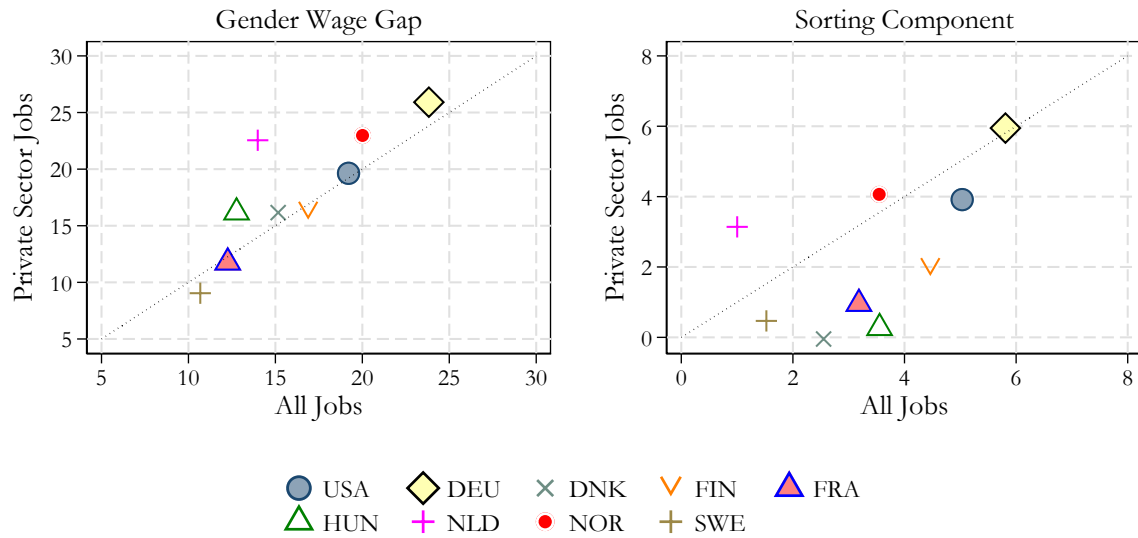 Gender Wage Gap
Private Sector Jobs
30
25
20
15
10
5
5 10 15 20 25 30
All Jobs
Sorting Component
Private Sector Jobs
8
6
4
2
0
0 2 4 6 8
All Jobs
USA DEU DNK FIN FRA
HUN NLD NOR SWE